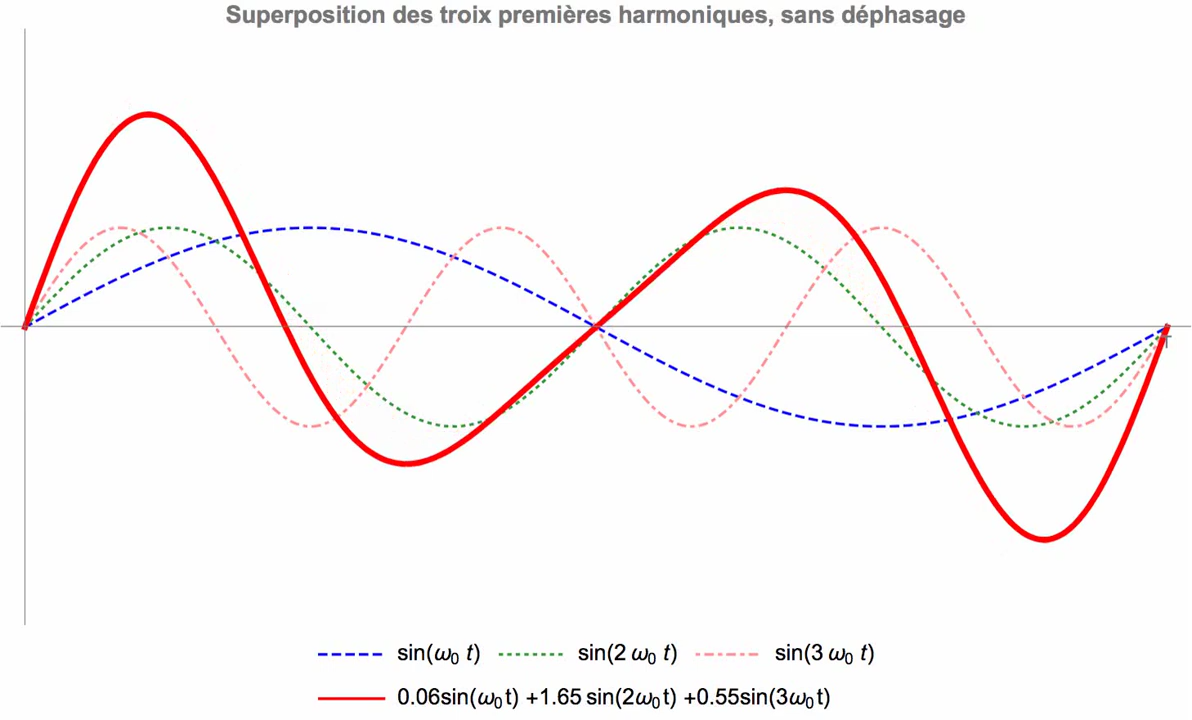 Superposition des troix premières harmoniques, sans déphasage
t
sin(ω₀ t) sin(2 ω₀ t) sin(3 ω₀ t)
0.06sin(ω₀t) +1.65 sin(2ω₀t) +0.55sin(3ω₀t)